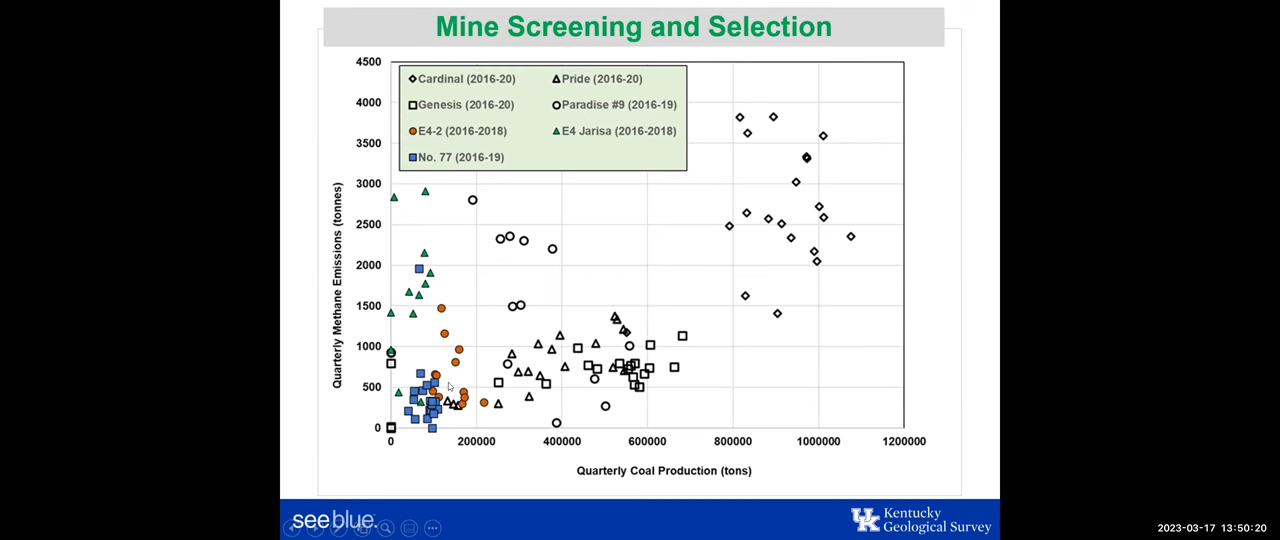 Mine Screening and Selection
4500
4000
3500
3000
2500
2000
1500
1000
500
0
Quarterly Methane Emissions (tonnes)
Cardinal (2016-20)
Pride (2016-20)
Genesis (2016-20)
Paradise #9 (2016-19)
E4-2 (2016-2018)
E4 Jarisa (2016-2018)
No. 77 (2016-19)
0
200000
400000
600000
800000
1000000
1200000
Quarterly Coal Production (tons)
seeblue.
UK
Kentucky
Geological Survey
2023-03-17 13:50:20